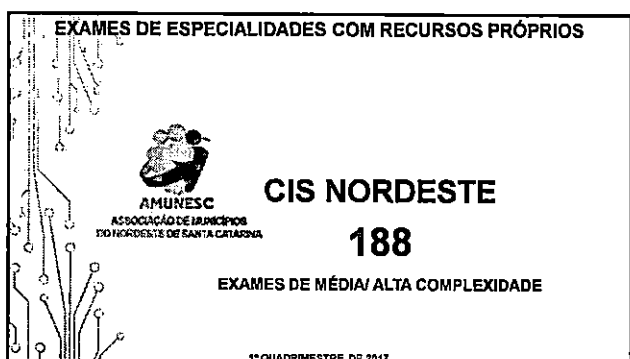 EXAMES DE ESPECIALIDADES COM RECURSOS PRÓPRIOS
AMUNESC
ASSOCIAÇÃO DE MUNICÍPIOS
DO NORDESTE DE SANTA CATARINA
CIS NORDESTE
188
EXAMES DE MÉDIA/ ALTA COMPLEXIDADE
1º QUADRIMESTRE DE 2017